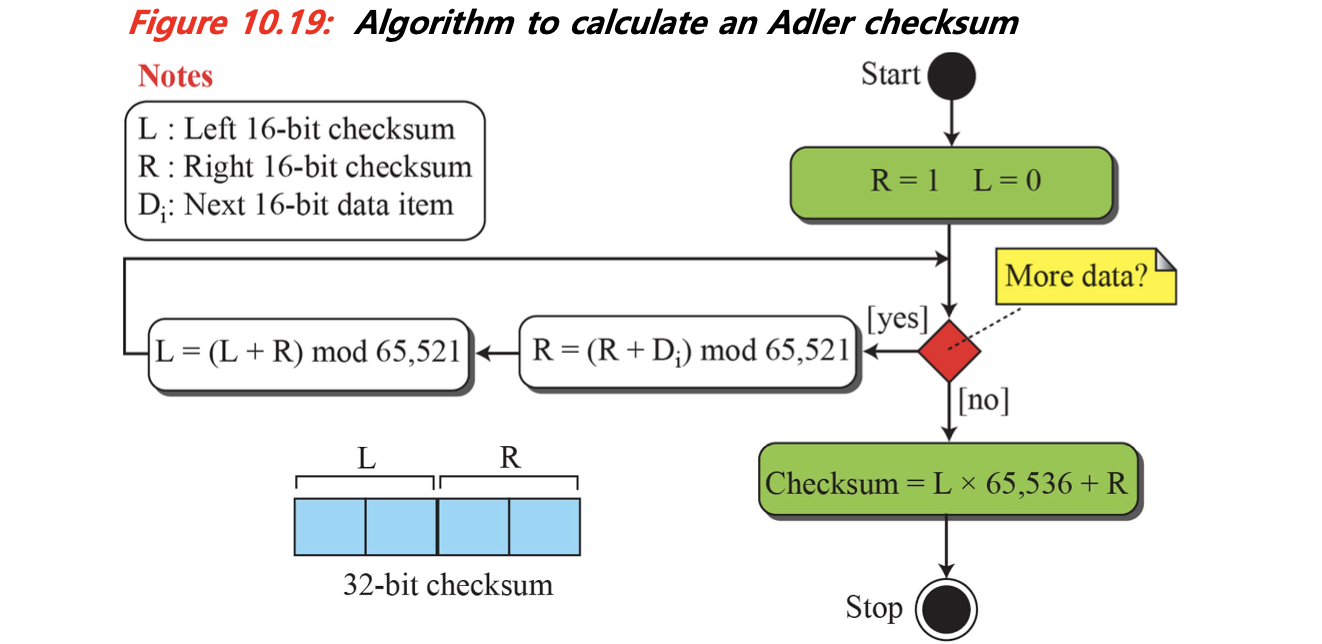 Figure 10.19: Algorithm to calculate an Adler checksum
Notes
L : Left 16-bit checksum
R : Right 16-bit checksum
Di: Next 16-bit data item
Start
R = 1 L = 0
More data?
[yes]
R = (R + Di) mod 65,521
L = (L + R) mod 65,521
[no]
Checksum = L × 65,536 + R
L R
32-bit checksum
Stop